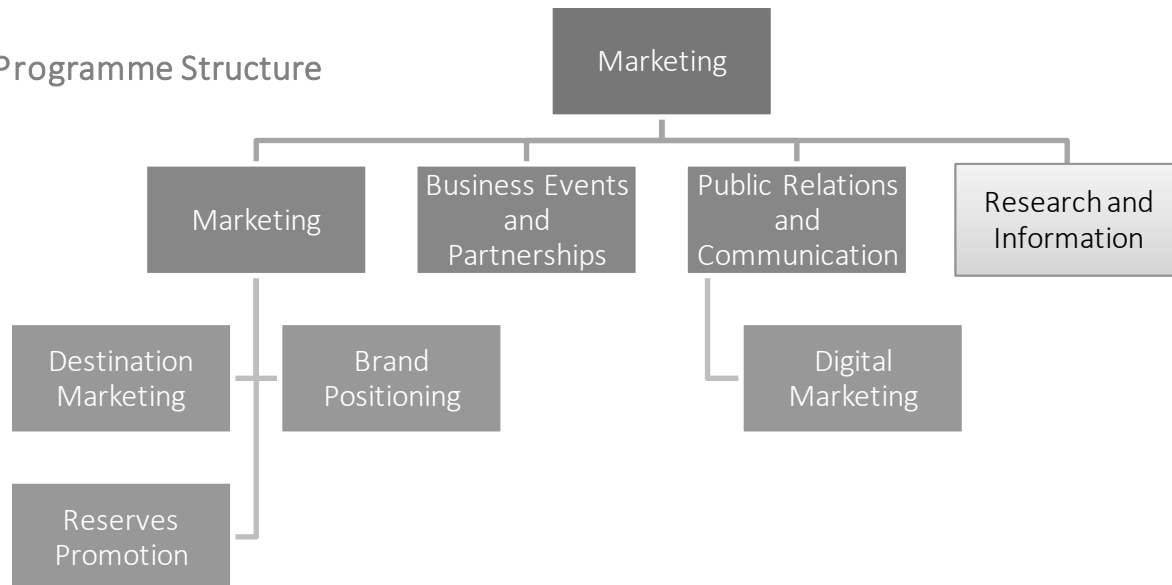 Programme Structure
Marketing
Marketing
Business Events
and
Partnerships
Public Relations
and
Communication
Research and
Information
Destination
Marketing
Brand
Positioning
Digital
Marketing
Reserves
Promotion